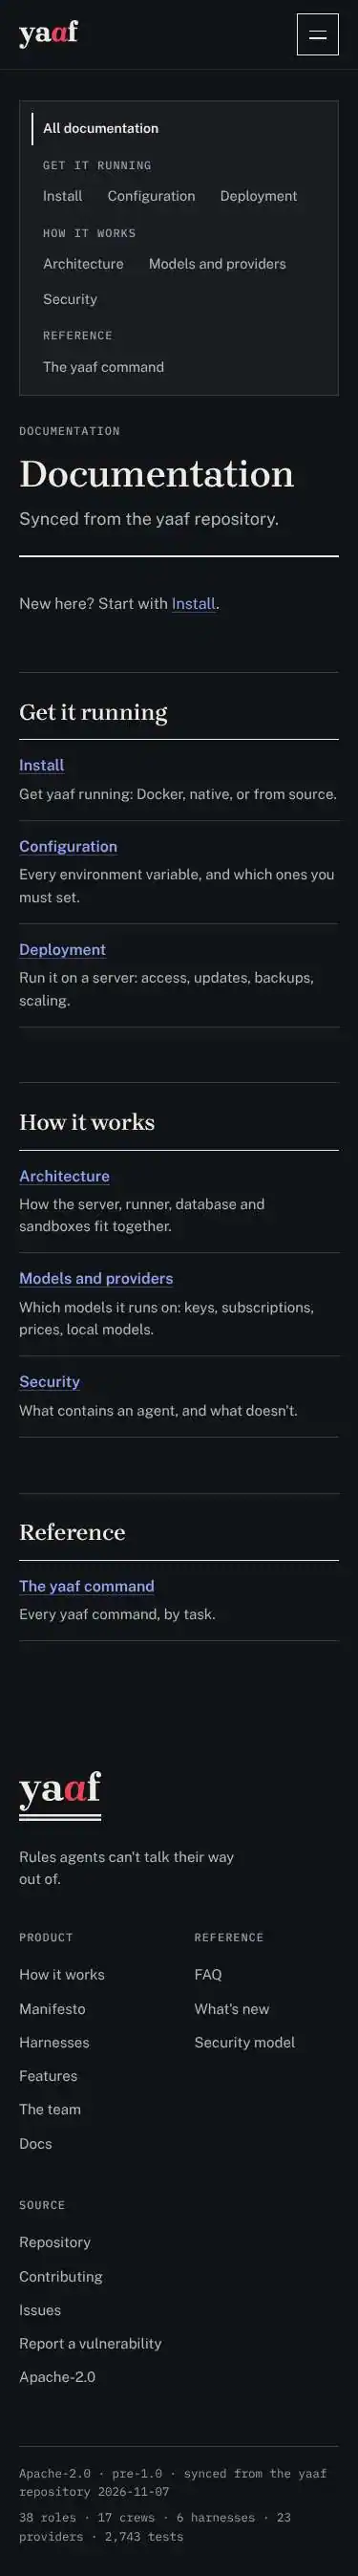 yaaf
All documentation
GET IT RUNNING
Install Configuration Deployment
HOW IT WORKS
Architecture Models and providers
Security
REFERENCE
The yaaf command
DOCUMENTATION
Documentation
Synced from the yaaf repository.
New here? Start with Install.
Get it running
Install
Get yaaf running: Docker, native, or from source.
Configuration
Every environment variable, and which ones you
must set.
Deployment
Run it on a server: access, updates, backups,
scaling.
How it works
Architecture
How the server, runner, database and
sandboxes fit together.
Models and providers
Which models it runs on: keys, subscriptions,
prices, local models.
Security
What contains an agent, and what doesn't.
Reference
The yaaf command
Every yaaf command, by task.
yaaf
Rules agents can't talk their way
out of.
PRODUCT
How it works
Manifesto
Harnesses
Features
The team
Docs
REFERENCE
FAQ
What's new
Security model
SOURCE
Repository
Contributing
Issues
Report a vulnerability
Apache-2.0
Apache-2.0 · pre-1.0 · synced from the yaaf
repository 2026-11-07
38 roles · 17 crews · 6 harnesses · 23
providers · 2,743 tests